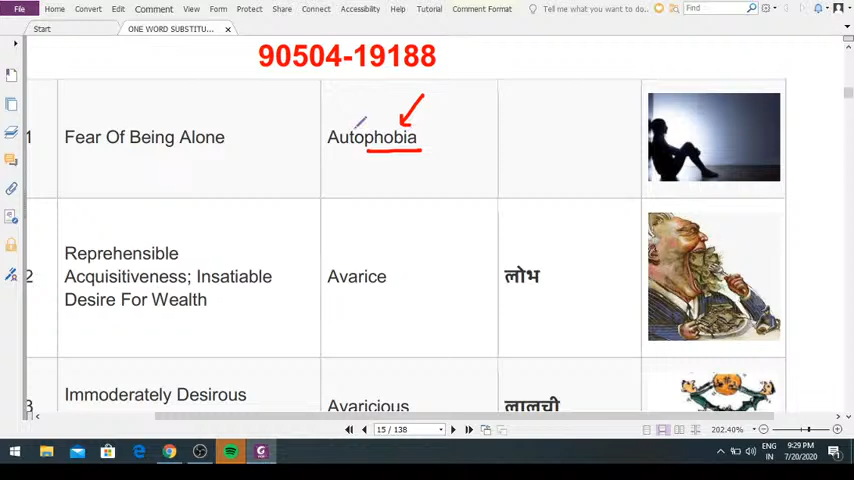 File Home Convert Edit Comment View Form Protect Share Connect Help Tutorial Comment Format Tell me what you want to do... Find
Start ONE WORD SUBSTITU...
90504-19188
1 Fear Of Being Alone Autophobia
Reprehensible
2 Acquisitiveness; Insatiable Avarice लोभ
Desire For Wealth
Immoderately Desirous
3 Avaricious लालची
15 / 138 202.40%
ENG 9:29 PM
IN 7/20/2020